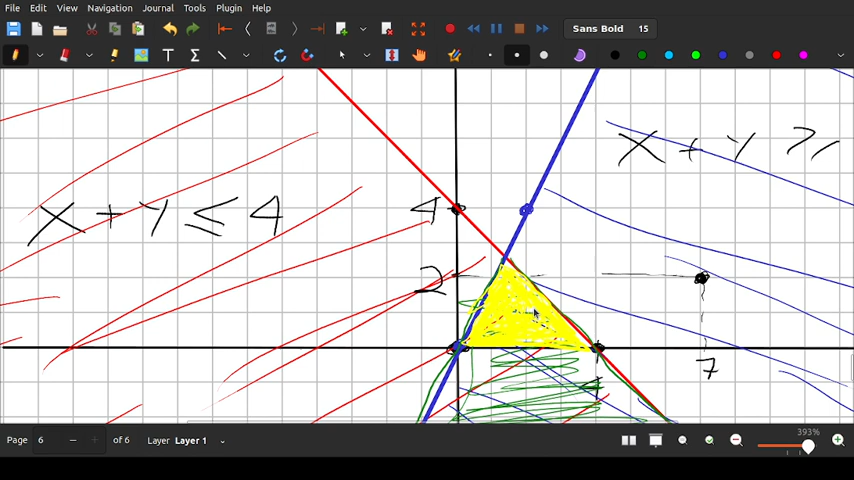 File Edit View Navigation Journal Tools Plugin Help
Sans Bold 15
x + y ≥
x + y ≤ 4
4
2
7
Page 6 of 6 Layer Layer 1
393%